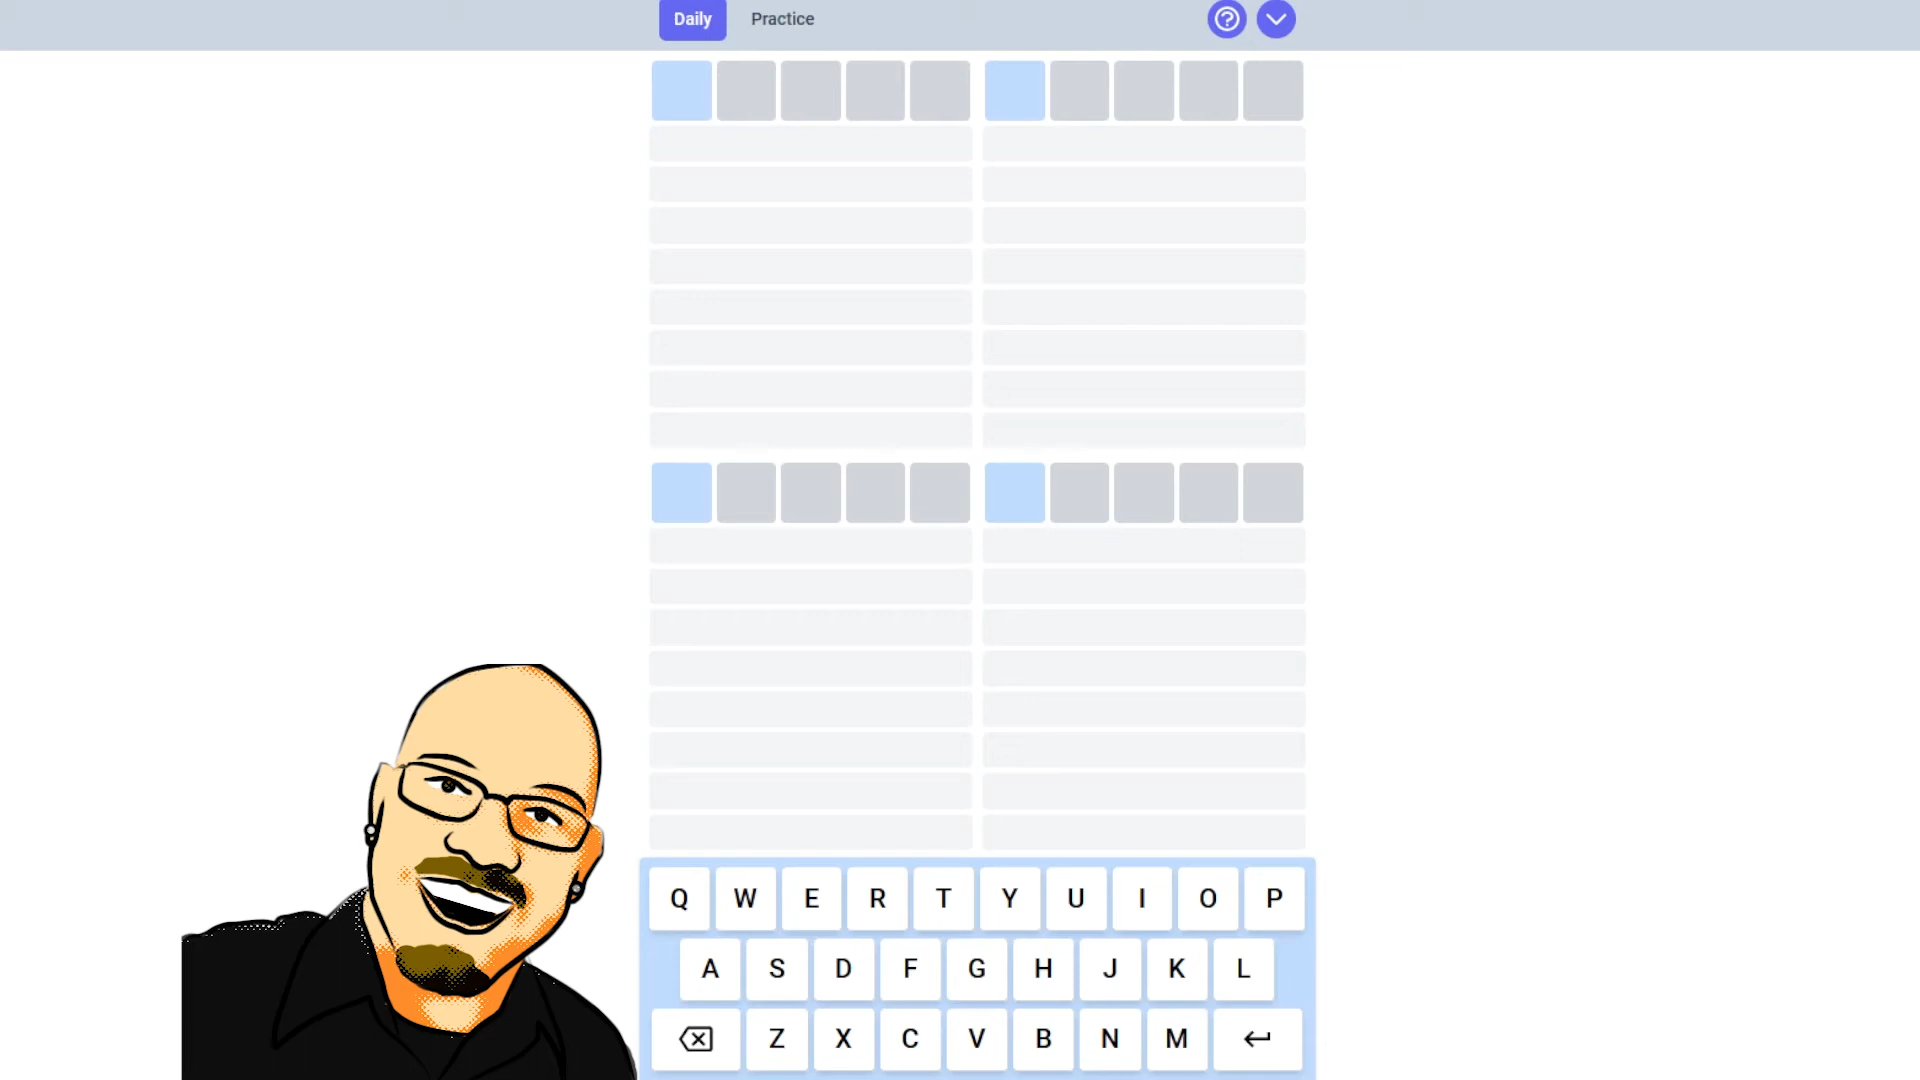 Daily Practice
Q W E R T Y U I O P
A S D F G H J K L
Z X C V B N M